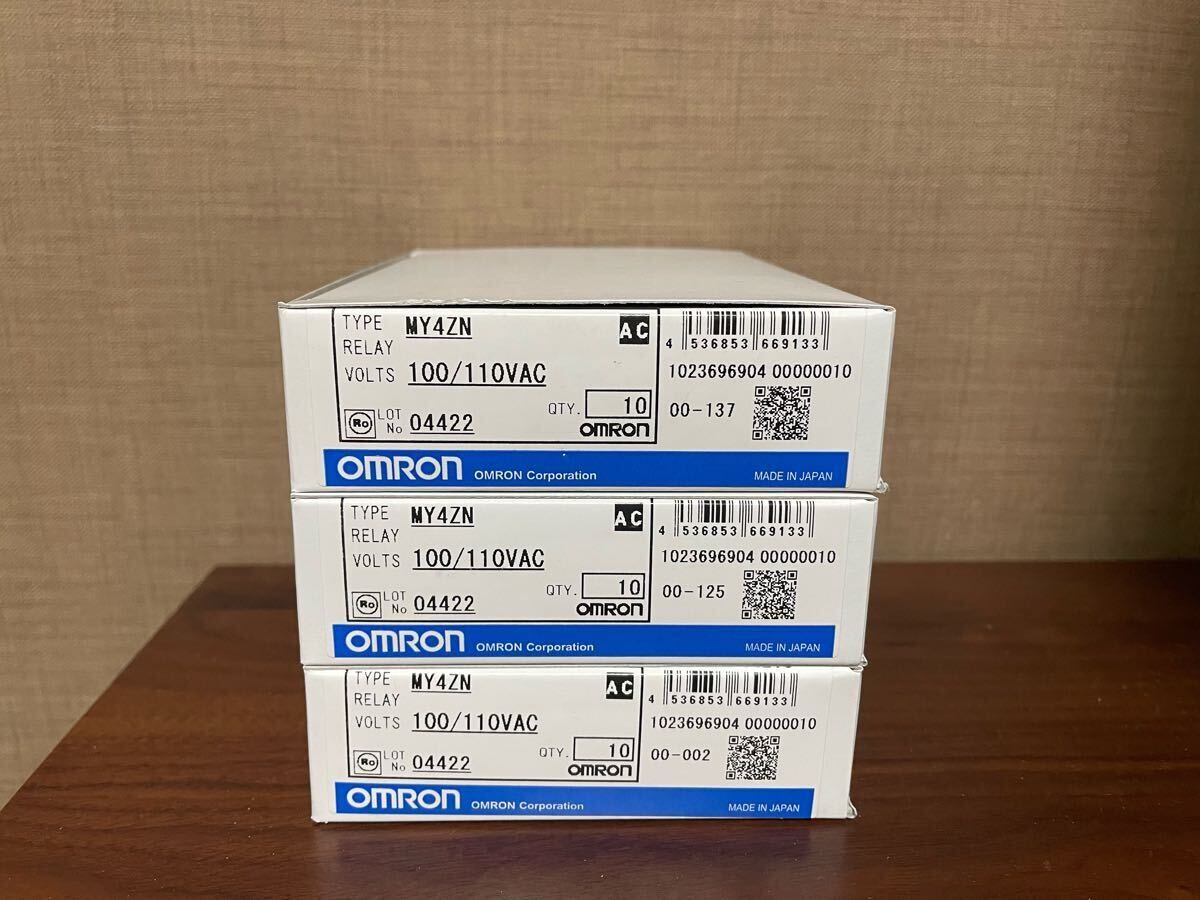 TYPE MY4ZN AC
RELAY
VOLTS 100/110VAC
QTY. 10
Ro LOT No 04422
OMRON
4 536853 669133
1023696904 00000010
00-137
OMRON OMRON Corporation MADE IN JAPAN
TYPE MY4ZN AC
RELAY
VOLTS 100/110VAC
QTY. 10
Ro LOT No 04422
OMRON
4 536853 669133
1023696904 00000010
00-125
OMRON OMRON Corporation MADE IN JAPAN
TYPE MY4ZN AC
RELAY
VOLTS 100/110VAC
QTY. 10
Ro LOT No 04422
OMRON
4 536853 669133
1023696904 00000010
00-002
OMRON OMRON Corporation MADE IN JAPAN